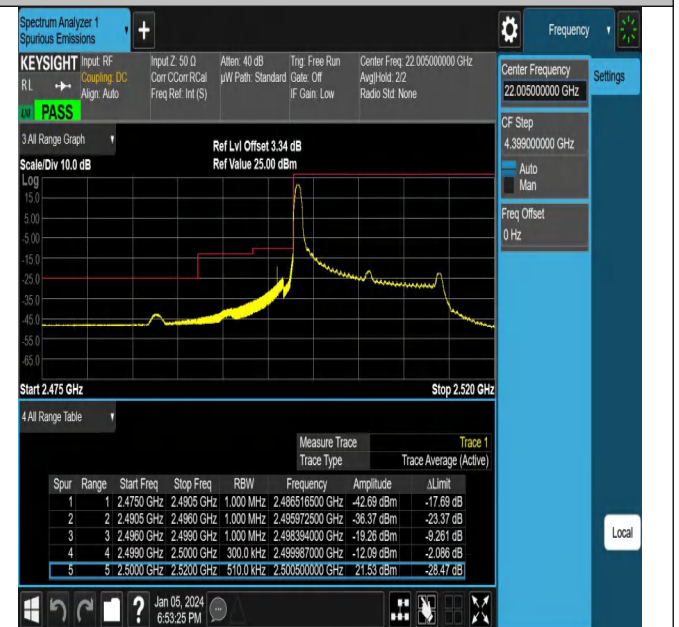 Spectrum Analyzer 1
Spurious Emissions
+
Frequency
KEYSIGHT
RL
Input: RF
Coupling: DC
Align: Auto
Input Z: 50 Ω
Corr CCorr RCal
Freq Ref: Int (S)
Atten: 40 dB
µW Path: Standard
Trig: Free Run
Gate: Off
IF Gain: Low
Center Freq: 22.005000000 GHz
Avg|Hold: 2/2
Radio Std: None
PASS
Center Frequency
22.005000000 GHz
Settings
CF Step
4.399000000 GHz
Auto
Man
Freq Offset
0 Hz
3 All Range Graph
Scale/Div 10.0 dB
Ref Lvl Offset 3.34 dB
Ref Value 25.00 dBm
Log
15.0
5.00
-5.00
-15.0
-25.0
-35.0
-45.0
-55.0
-65.0
Start 2.475 GHz
Stop 2.520 GHz
4 All Range Table
Measure Trace Trace 1
Trace Type Trace Average (Active)
Spur Range Start Freq Stop Freq RBW Frequency Amplitude ΔLimit
1 1 2.4750 GHz 2.4905 GHz 1.000 MHz 2.486516500 GHz -42.69 dBm -17.69 dB
2 2 2.4905 GHz 2.4960 GHz 1.000 MHz 2.495972500 GHz -36.37 dBm -23.37 dB
3 3 2.4960 GHz 2.4990 GHz 1.000 MHz 2.498394000 GHz -19.26 dBm -9.261 dB
4 4 2.4990 GHz 2.5000 GHz 300.0 kHz 2.499987000 GHz -12.09 dBm -2.086 dB
5 5 2.5000 GHz 2.5200 GHz 510.0 kHz 2.500500000 GHz 21.53 dBm -28.47 dB
Local
?
Jan 05, 2024
6:53:25 PM